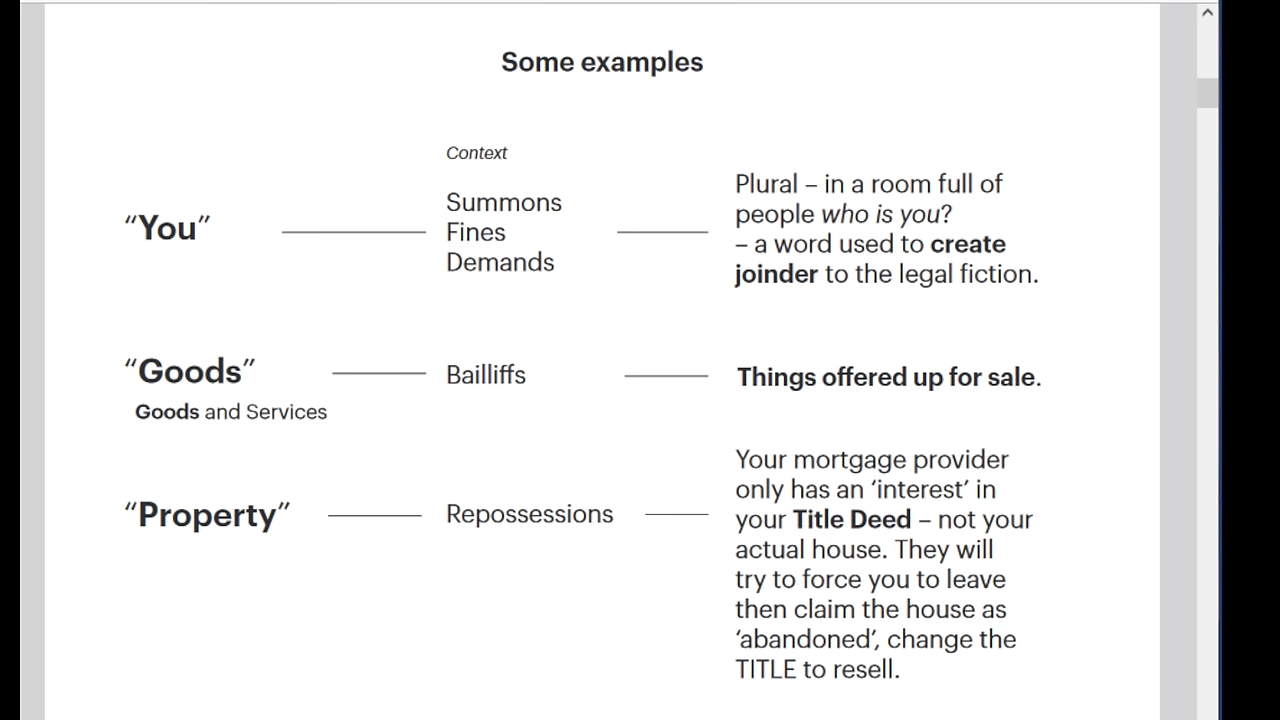 Some examples
Context
“You”
Summons
Fines
Demands
Plural – in a room full of
people who is you?
– a word used to create
joinder to the legal fiction.
“Goods”
Goods and Services
Bailliffs
Things offered up for sale.
“Property”
Repossessions
Your mortgage provider
only has an ‘interest’ in
your Title Deed – not your
actual house. They will
try to force you to leave
then claim the house as
‘abandoned’, change the
TITLE to resell.